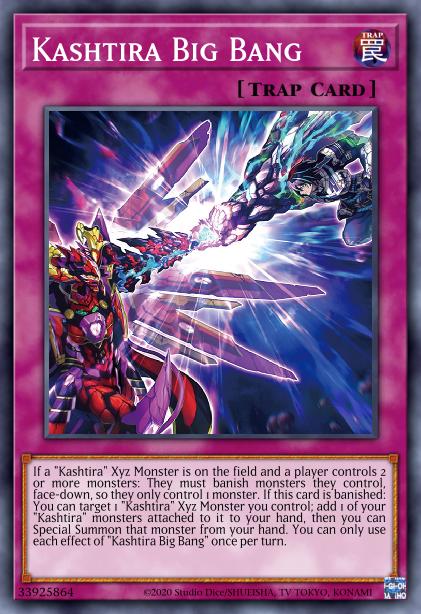 Kashtira Big Bang
TRAP
罠
[Trap Card]
If a "Kashtira" Xyz Monster is on the field and a player controls 2
or more monsters: They must banish monsters they control,
face-down, so they only control 1 monster. If this card is banished:
You can target 1 "Kashtira" Xyz Monster you control; add 1 of your
"Kashtira" monsters attached to it to your hand, then you can
Special Summon that monster from your hand. You can only use
each effect of "Kashtira Big Bang" once per turn.
33925864
©2020 Studio Dice/SHUEISHA, TV TOKYO, KONAMI